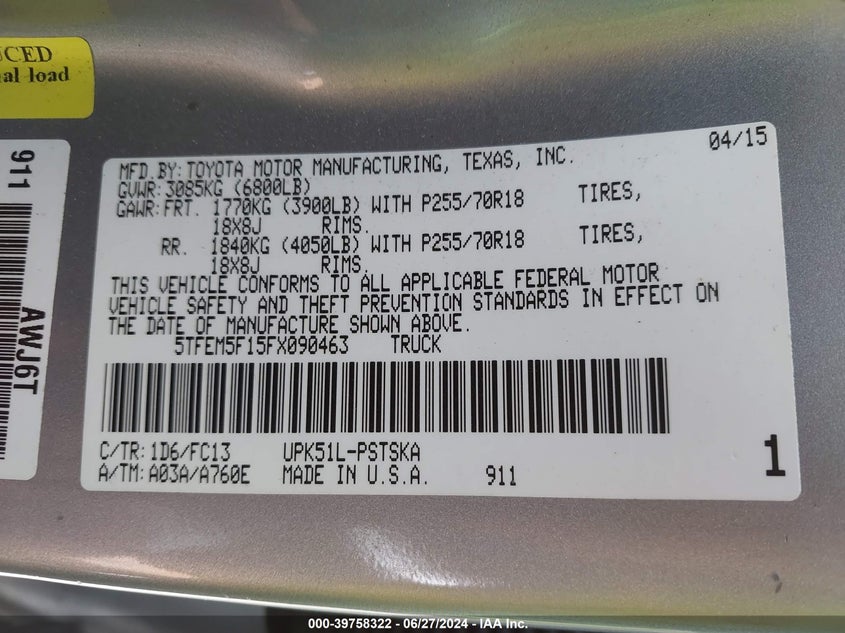 UCED
al load
911
AWJ6T
04/15
MFD.BY:TOYOTA MOTOR MANUFACTURING, TEXAS, INC.
GVWR:3085KG (6800LB)
GAWR:FRT. 1770KG (3900LB) WITH P255/70R18 TIRES,
18X8J RIMS.
RR. 1840KG (4050LB) WITH P255/70R18 TIRES,
18X8J RIMS.
THIS VEHICLE CONFORMS TO ALL APPLICABLE FEDERAL MOTOR
VEHICLE SAFETY AND THEFT PREVENTION STANDARDS IN EFFECT ON
THE DATE OF MANUFACTURE SHOWN ABOVE.
5TFEM5F15FX090463 TRUCK
C/TR:1D6/FC13 UPK51L-PSTSKA
A/TM:A03A/A760E MADE IN U.S.A. 911
1
000-39758322 - 06/27/2024 - IAA Inc.